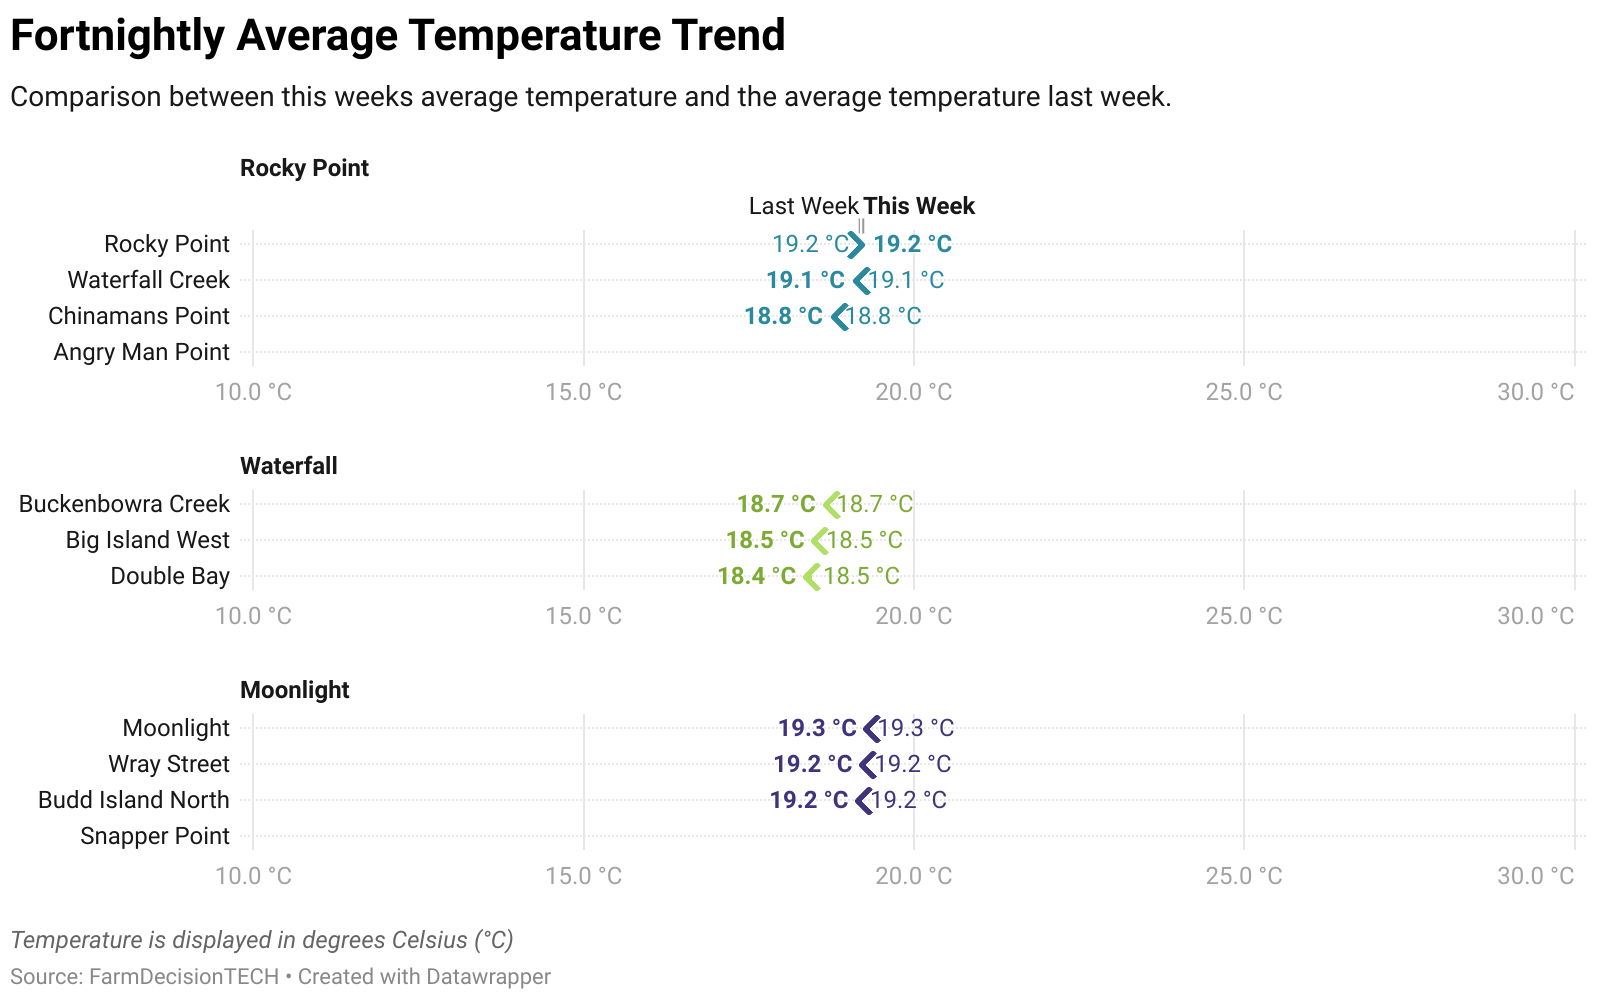 Fortnightly Average Temperature Trend
Comparison between this weeks average temperature and the average temperature last week.
Rocky Point
Last Week This Week
Rocky Point 19.2 °C 19.2 °C
Waterfall Creek 19.1 °C 19.1 °C
Chinamans Point 18.8 °C 18.8 °C
Angry Man Point
10.0 °C 15.0 °C 20.0 °C 25.0 °C 30.0 °C
Waterfall
Buckenbowra Creek 18.7 °C 18.7 °C
Big Island West 18.5 °C 18.5 °C
Double Bay 18.4 °C 18.5 °C
10.0 °C 15.0 °C 20.0 °C 25.0 °C 30.0 °C
Moonlight
Moonlight 19.3 °C 19.3 °C
Wray Street 19.2 °C 19.2 °C
Budd Island North 19.2 °C 19.2 °C
Snapper Point
10.0 °C 15.0 °C 20.0 °C 25.0 °C 30.0 °C
Temperature is displayed in degrees Celsius (°C)
Source: FarmDecisionTECH • Created with Datawrapper